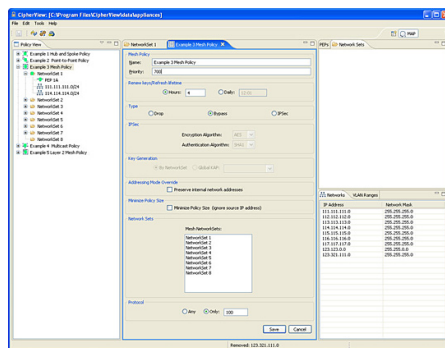 CipherView: [C:\Program Files\CipherView\data\appliances]
File Edit Tools Help
MAP
Policy View
Example 1 Hub and Spoke Policy
Example 2 Point-to-Point Policy
Example 3 Mesh Policy
NetworkSet 1
PEP 16
111.111.111.0/24
114.114.114.0/24
NetworkSet 2
NetworkSet 3
NetworkSet 4
NetworkSet 5
NetworkSet 6
NetworkSet 7
NetworkSet 8
Example 4 Multicast Policy
Example 5 Layer 2 Mesh Policy
NetworkSet 1
Example 3 Mesh Policy
Mesh Policy
Name: Example 3 Mesh Policy
Priority: 700
Renew keys/Refresh lifetime
Hours: 4 Daily:
Type
Drop Bypass IPSec
IPSec
Encryption Algorithm: AES
Authentication Algorithm:
Key Generation
By Network Set Global KAP:
Addressing Mode Override
Preserve internal network addresses
Minimize Policy Size
Minimize Policy Size (ignore source IP address)
Network Sets
Mesh NetworkSets:
NetworkSet 1
NetworkSet 2
NetworkSet 3
NetworkSet 4
NetworkSet 5
NetworkSet 6
NetworkSet 7
NetworkSet 8
Protocol
Any Only: 100
Save Cancel
PEPs Network Sets
Networks VLAN Ranges
IP Address Network Mask
111.111.111.0 255.255.255.0
112.112.112.0 255.255.255.0
113.113.113.0 255.255.255.0
114.114.114.0 255.255.255.0
115.115.115.0 255.255.255.0
116.116.116.0 255.255.255.0
117.117.117.0 255.255.255.0
123.123.0.0 255.255.0.0
123.321.111.0 255.255.255.0
Removed: 123.321.111.0